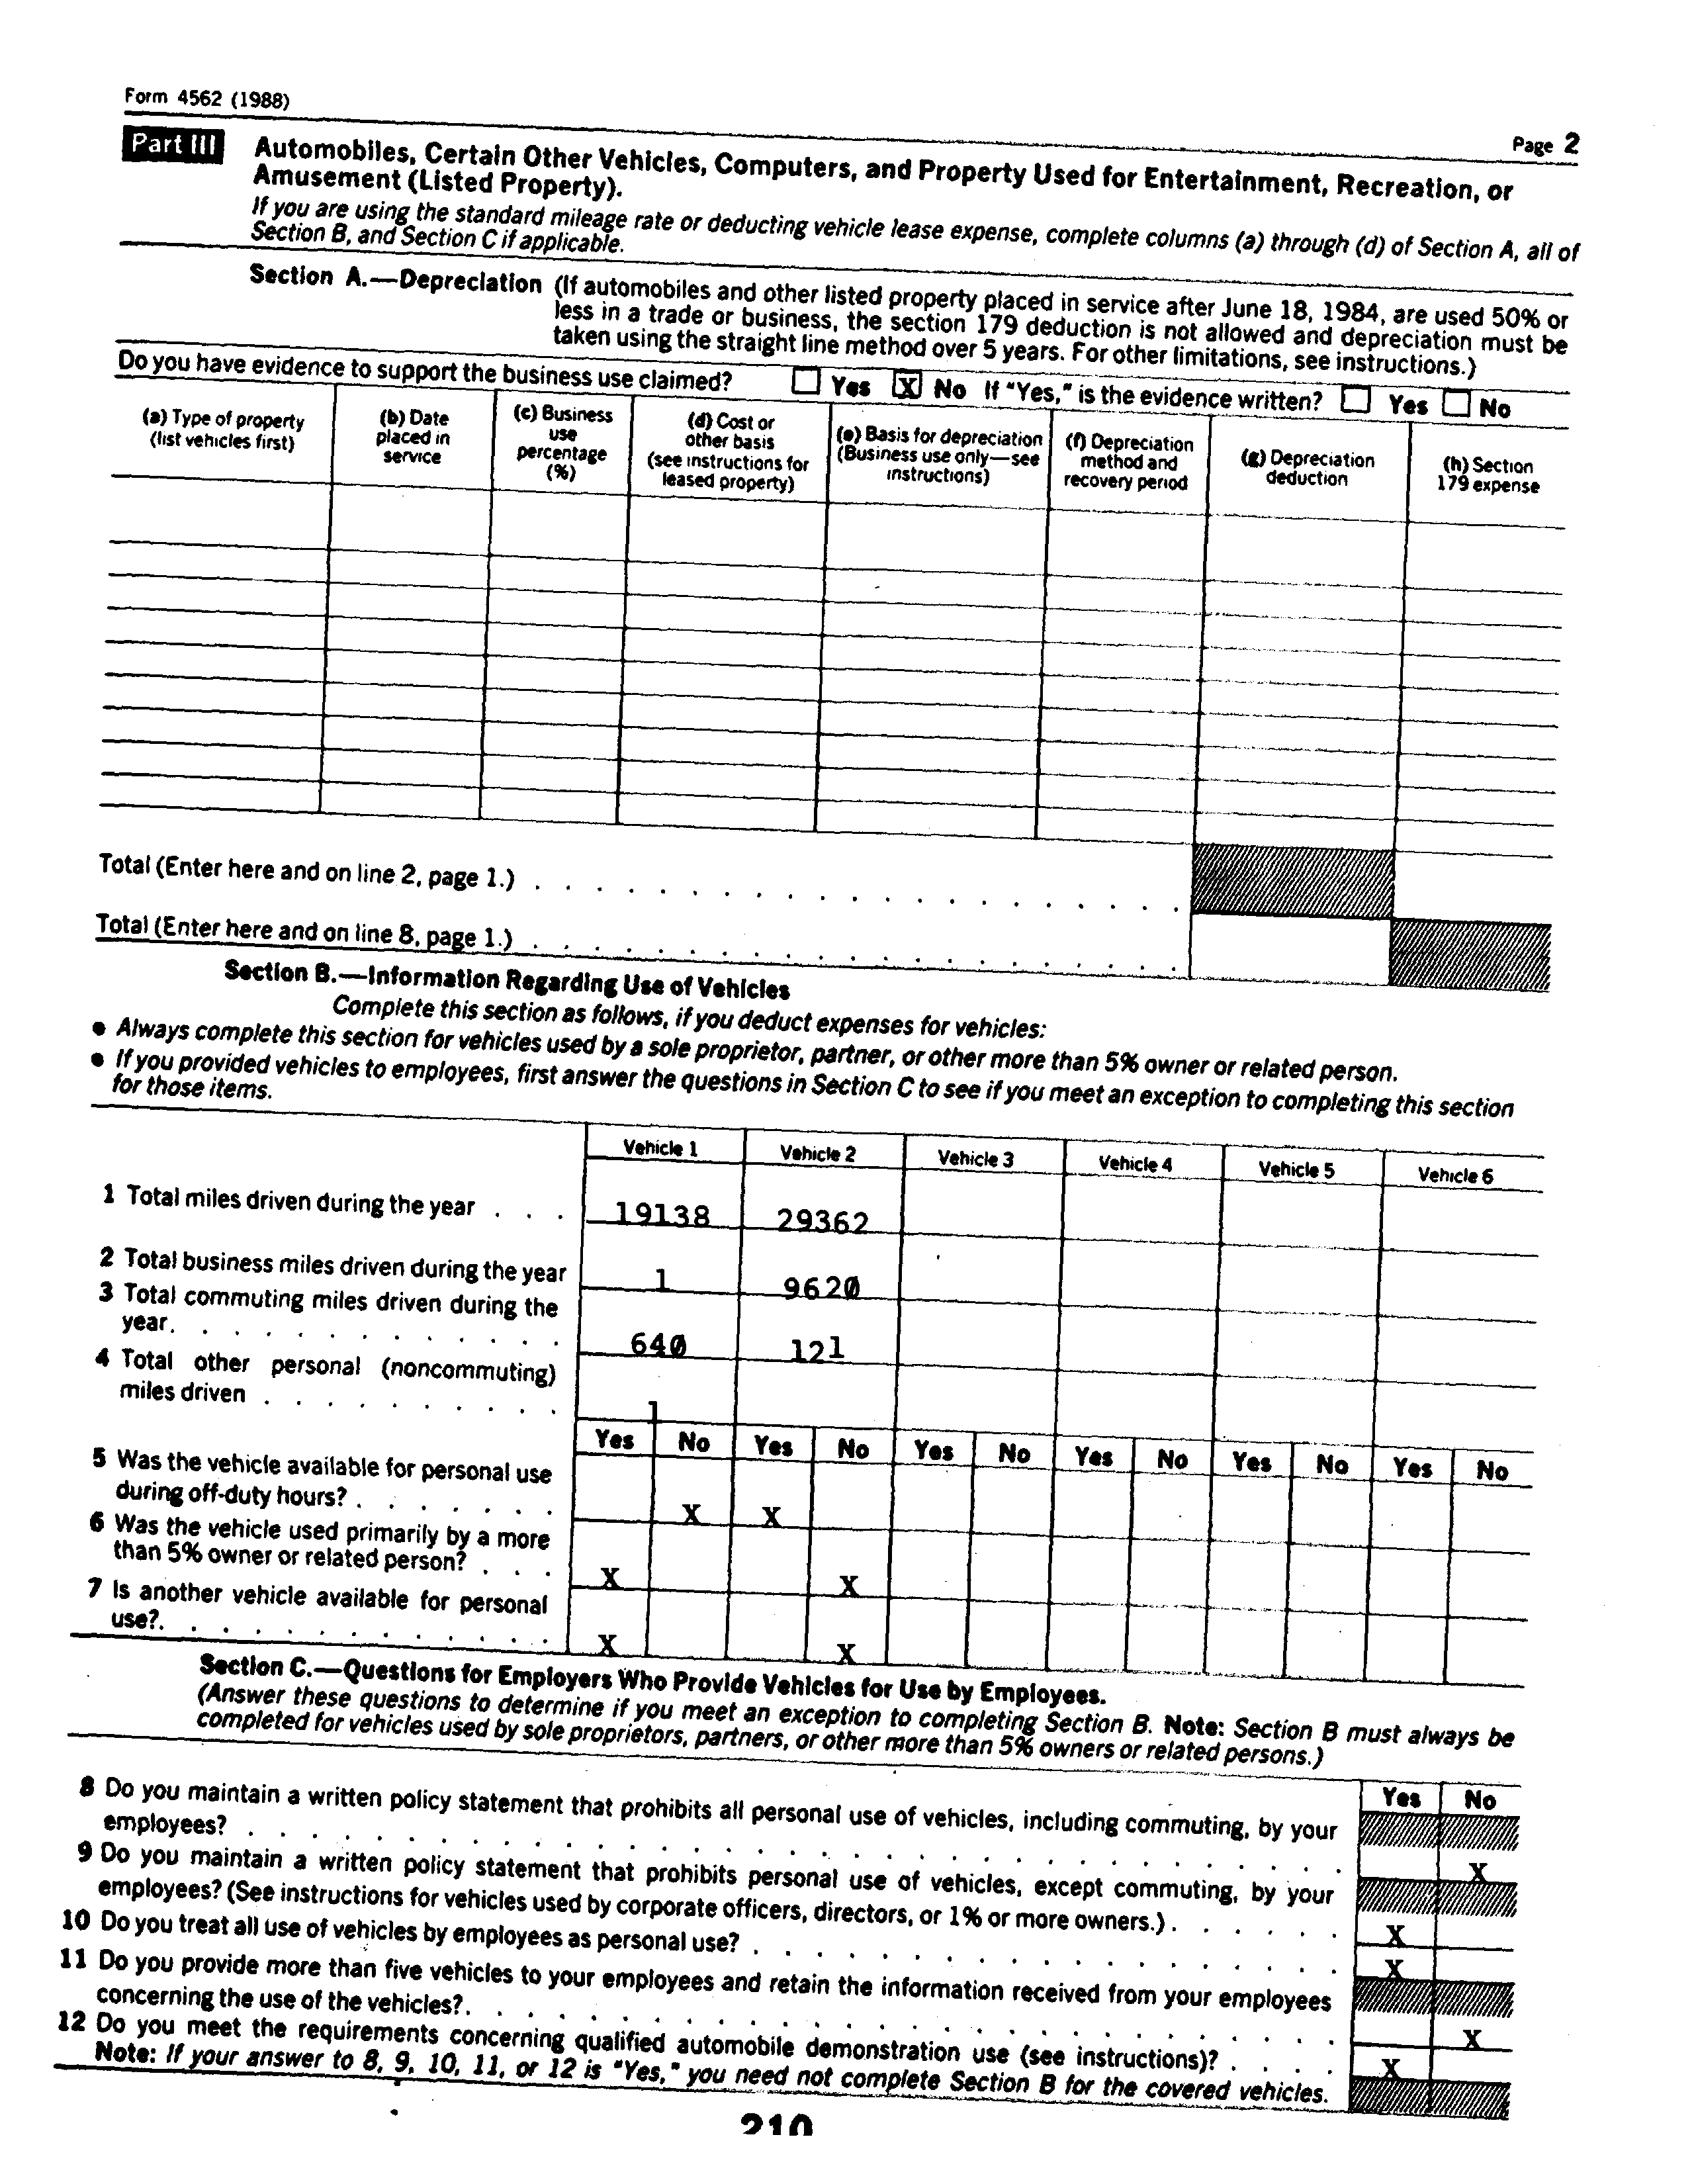 Form 4562 (1988)
Page 2
Part III Automobiles, Certain Other Vehicles, Computers, and Property Used for Entertainment, Recreation, or
Amusement (Listed Property).
If you are using the standard mileage rate or deducting vehicle lease expense, complete columns (a) through (d) of Section A, all of
Section B, and Section C if applicable.
Section A.—Depreciation (If automobiles and other listed property placed in service after June 18, 1984, are used 50% or
less in a trade or business, the section 179 deduction is not allowed and depreciation must be
taken using the straight line method over 5 years. For other limitations, see instructions.)
Do you have evidence to support the business use claimed? Yes X No If "Yes," is the evidence written? Yes No
(a) Type of property
(list vehicles first)
(b) Date
placed in
service
(c) Business
use
percentage
(%)
(d) Cost or
other basis
(see instructions for
leased property)
(e) Basis for depreciation
(Business use only—see
instructions)
(f) Depreciation
method and
recovery period
(g) Depreciation
deduction
(h) Section
179 expense
Total (Enter here and on line 2, page 1.) . . . . . . . . . . . . . . . . . . . . .
Total (Enter here and on line 8, page 1.) . . . . . . . . . . . . . . . . . . . . .
Section B.—Information Regarding Use of Vehicles
Complete this section as follows, if you deduct expenses for vehicles:
● Always complete this section for vehicles used by a sole proprietor, partner, or other more than 5% owner or related person.
● If you provided vehicles to employees, first answer the questions in Section C to see if you meet an exception to completing this section
for those items.
Vehicle 1 Vehicle 2 Vehicle 3 Vehicle 4 Vehicle 5 Vehicle 6
1 Total miles driven during the year . . . 19138 29362
2 Total business miles driven during the year 1 9620
3 Total commuting miles driven during the
year. . . . . . . . . . . . . 640 121
4 Total other personal (noncommuting)
miles driven . . . . . . . . . . 1
Yes No Yes No Yes No Yes No Yes No Yes No
5 Was the vehicle available for personal use
during off-duty hours? . . . . . . . X X
6 Was the vehicle used primarily by a more
than 5% owner or related person? . . . X X
7 Is another vehicle available for personal
use?. . . . . . . . . . . . . X X
Section C.—Questions for Employers Who Provide Vehicles for Use by Employees.
(Answer these questions to determine if you meet an exception to completing Section B. Note: Section B must always be
completed for vehicles used by sole proprietors, partners, or other more than 5% owners or related persons.)
Yes No
8 Do you maintain a written policy statement that prohibits all personal use of vehicles, including commuting, by your
employees? . . . . . . . . . . . . . . . . . . . . . X
9 Do you maintain a written policy statement that prohibits personal use of vehicles, except commuting, by your
employees? (See instructions for vehicles used by corporate officers, directors, or 1% or more owners.) . . . . . . X
10 Do you treat all use of vehicles by employees as personal use? . . . . . . . . . . . . . X
11 Do you provide more than five vehicles to your employees and retain the information received from your employees
concerning the use of the vehicles?. . . . . . . . . . . . . . . . . . X
12 Do you meet the requirements concerning qualified automobile demonstration use (see instructions)? . . . . X
Note: If your answer to 8, 9, 10, 11, or 12 is "Yes," you need not complete Section B for the covered vehicles.
210